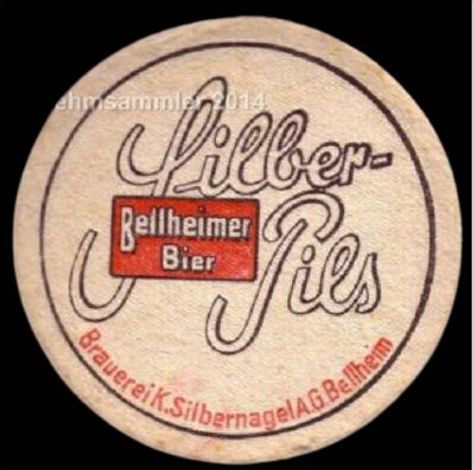 ehmsammler 2014
Silber-
Pils
Bellheimer
Bier
Brauerei K. Silbernagel A.G. Bellheim